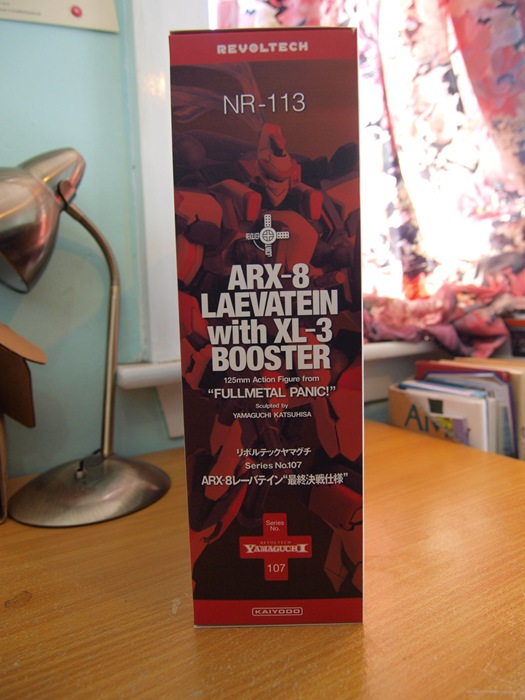 REVOLTECH
NR-113
ARX-8
LAEVATEIN
with XL-3
BOOSTER
125mm Action Figure from
"FULLMETAL PANIC!"
Sculpted by
YAMAGUCHI KATSUHISA
リボルテックヤマグチ
Series No.107
ARX-8レーバテイン“最終決戦仕様”
Series
No.
REVOLTECH
YAMAGUCHI
107
KAIYODO